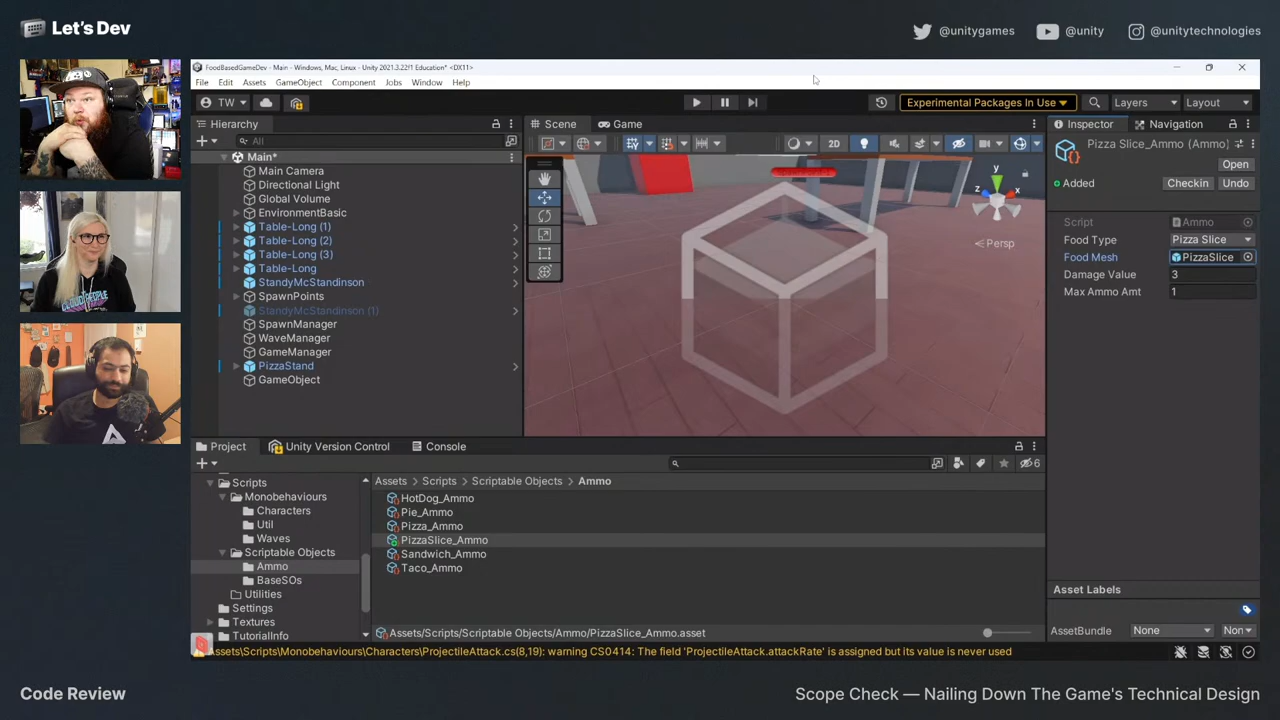 Let's Dev
@unitygames
@unity
@unitytechnologies
FoodBasedGameDev - Main - Windows, Mac, Linux - Unity 2021.3.22f1 Education* <DX11>
File Edit Assets GameObject Component Jobs Window Help
TW
Experimental Packages In Use
Layers
Layout
Hierarchy
All
Main*
Main Camera
Directional Light
Global Volume
EnvironmentBasic
Table-Long (1)
Table-Long (2)
Table-Long (3)
Table-Long
StandyMcStandinson
SpawnPoints
StandyMcStandinson (1)
SpawnManager
WaveManager
GameManager
PizzaStand
GameObject
Scene
Game
2D
y
z
x
Persp
Inspector
Navigation
Pizza Slice_Ammo (Ammo)
Open
Added
Checkin
Undo
Script Ammo
Food Type Pizza Slice
Food Mesh PizzaSlice
Damage Value 3
Max Ammo Amt 1
Asset Labels
AssetBundle None Non
Project
Unity Version Control
Console
6
Scripts
Monobehaviours
Characters
Util
Waves
Scriptable Objects
Ammo
BaseSOs
Utilities
Settings
Textures
TutorialInfo
Assets > Scripts > Scriptable Objects > Ammo
HotDog_Ammo
Pie_Ammo
Pizza_Ammo
PizzaSlice_Ammo
Sandwich_Ammo
Taco_Ammo
Assets/Scripts/Scriptable Objects/Ammo/PizzaSlice_Ammo.asset
Assets\Scripts\Monobehaviours\Characters\ProjectileAttack.cs(8,19): warning CS0414: The field 'ProjectileAttack.attackRate' is assigned but its value is never used
Code Review
Scope Check — Nailing Down The Game's Technical Design